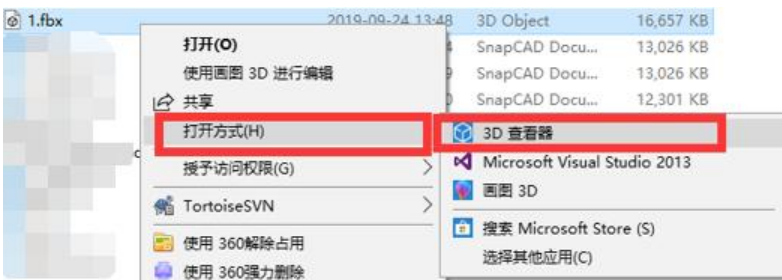 1.fbx 2019-09-24 13:48 3D Object 16,657 KB
SnapCAD Docu... 13,026 KB
SnapCAD Docu... 13,026 KB
SnapCAD Docu... 12,301 KB
打开(O)
使用画图 3D 进行编辑
共享
打开方式(H)
授予访问权限(G)
TortoiseSVN
使用 360解除占用
使用 360强力删除
3D 查看器
Microsoft Visual Studio 2013
画图 3D
搜索 Microsoft Store (S)
选择其他应用(C)